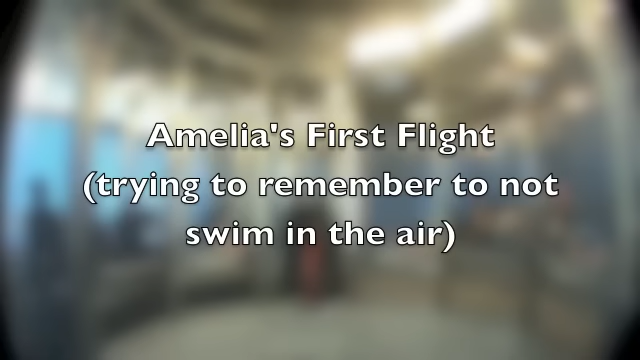 Amelia's First Flight
(trying to remember to not
swim in the air)